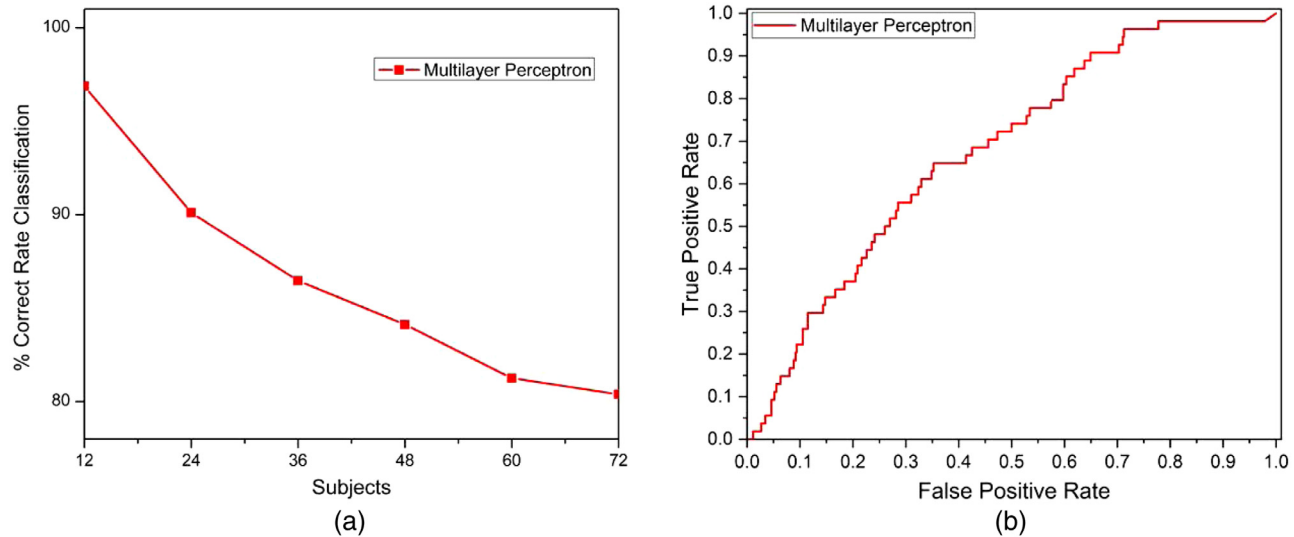 100
90
80
% Correct Rate Classification
Multilayer Perceptron
12 24 36 48 60 72
Subjects
(a)
1.0
0.9
0.8
0.7
0.6
0.5
0.4
0.3
0.2
0.1
0.0
True Positive Rate
Multilayer Perceptron
0.0 0.1 0.2 0.3 0.4 0.5 0.6 0.7 0.8 0.9 1.0
False Positive Rate
(b)